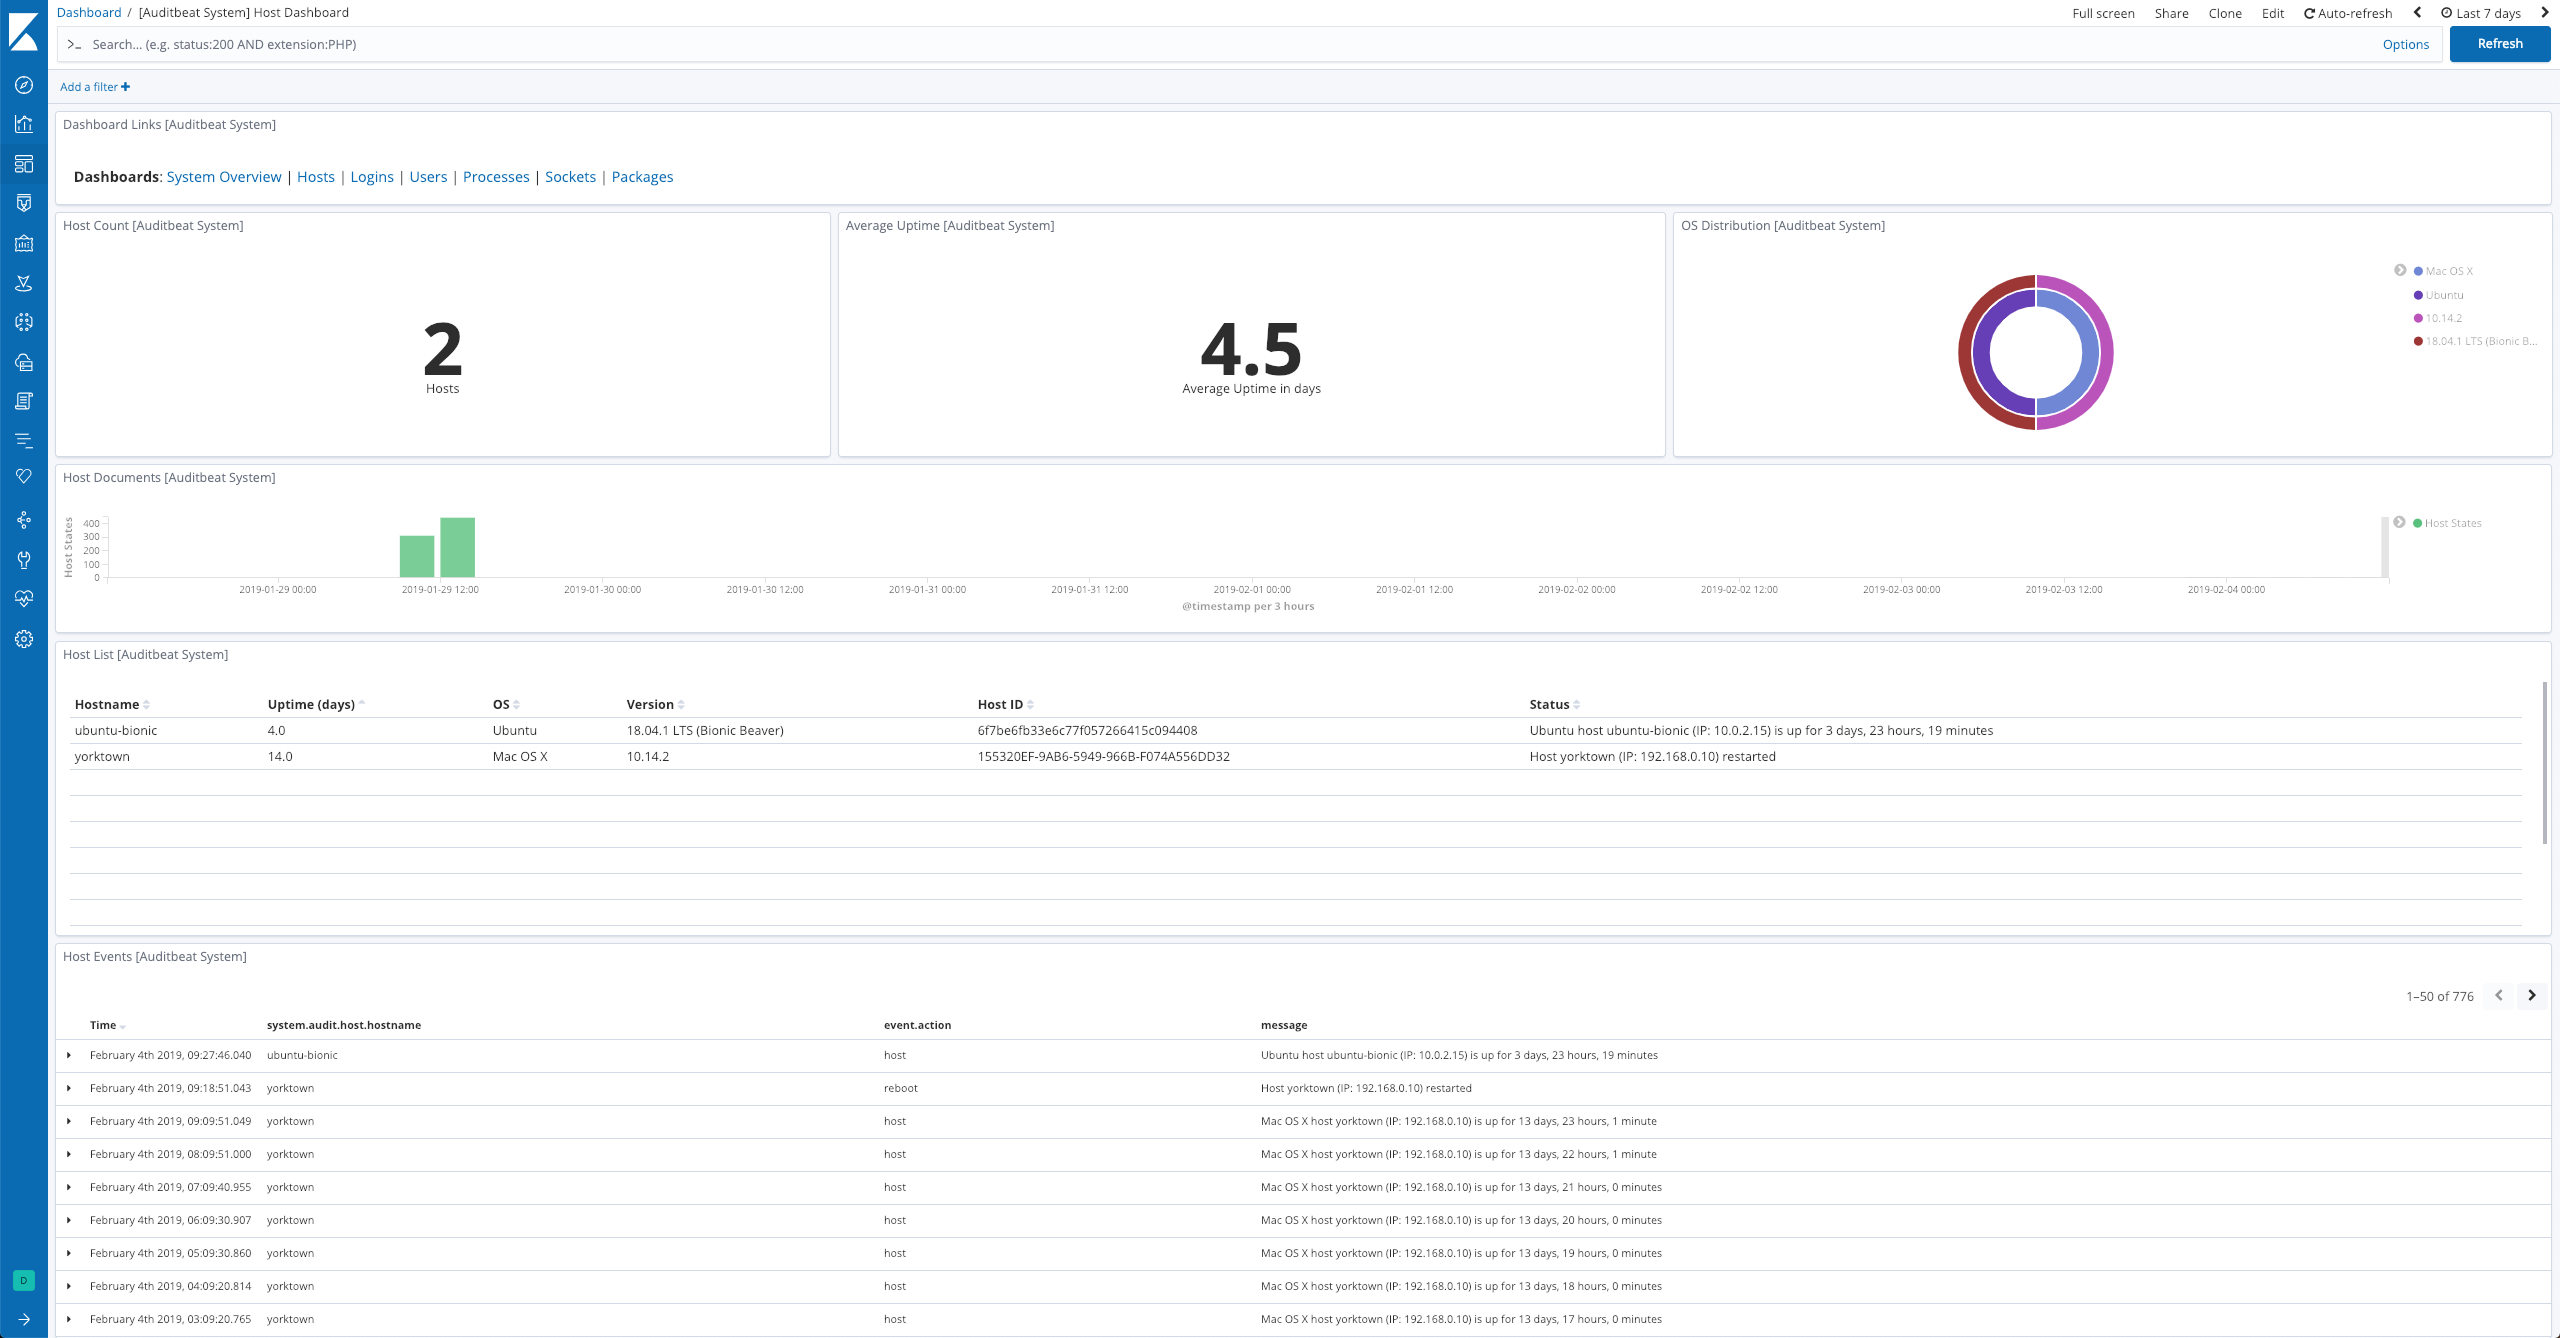 Dashboard / [Auditbeat System] Host Dashboard
Full screen Share Clone Edit Auto-refresh Last 7 days
>_ Search... (e.g. status:200 AND extension:PHP) Options Refresh
Add a filter +
Dashboard Links [Auditbeat System]
Dashboards: System Overview | Hosts | Logins | Users | Processes | Sockets | Packages
Host Count [Auditbeat System]
2
Hosts
Average Uptime [Auditbeat System]
4.5
Average Uptime in days
OS Distribution [Auditbeat System]
Mac OS X
Ubuntu
10.14.2
18.04.1 LTS (Bionic B...
Host Documents [Auditbeat System]
Host States
400
300
200
100
0
2019-01-29 00:00 2019-01-29 12:00 2019-01-30 00:00 2019-01-30 12:00 2019-01-31 00:00 2019-01-31 12:00 2019-02-01 00:00 2019-02-01 12:00 2019-02-02 00:00 2019-02-02 12:00 2019-02-03 00:00 2019-02-03 12:00 2019-02-04 00:00
@timestamp per 3 hours
Host States
Host List [Auditbeat System]
Hostname Uptime (days) OS Version Host ID Status
ubuntu-bionic 4.0 Ubuntu 18.04.1 LTS (Bionic Beaver) 6f7be6fb33e6c77f057266415c094408 Ubuntu host ubuntu-bionic (IP: 10.0.2.15) is up for 3 days, 23 hours, 19 minutes
yorktown 14.0 Mac OS X 10.14.2 155320EF-9AB6-5949-966B-F074A556DD32 Host yorktown (IP: 192.168.0.10) restarted
Host Events [Auditbeat System]
1–50 of 776
Time system.audit.host.hostname event.action message
February 4th 2019, 09:27:46.040 ubuntu-bionic host Ubuntu host ubuntu-bionic (IP: 10.0.2.15) is up for 3 days, 23 hours, 19 minutes
February 4th 2019, 09:18:51.043 yorktown reboot Host yorktown (IP: 192.168.0.10) restarted
February 4th 2019, 09:09:51.049 yorktown host Mac OS X host yorktown (IP: 192.168.0.10) is up for 13 days, 23 hours, 1 minute
February 4th 2019, 08:09:51.000 yorktown host Mac OS X host yorktown (IP: 192.168.0.10) is up for 13 days, 22 hours, 1 minute
February 4th 2019, 07:09:40.955 yorktown host Mac OS X host yorktown (IP: 192.168.0.10) is up for 13 days, 21 hours, 0 minutes
February 4th 2019, 06:09:30.907 yorktown host Mac OS X host yorktown (IP: 192.168.0.10) is up for 13 days, 20 hours, 0 minutes
February 4th 2019, 05:09:30.860 yorktown host Mac OS X host yorktown (IP: 192.168.0.10) is up for 13 days, 19 hours, 0 minutes
February 4th 2019, 04:09:20.814 yorktown host Mac OS X host yorktown (IP: 192.168.0.10) is up for 13 days, 18 hours, 0 minutes
February 4th 2019, 03:09:20.765 yorktown host Mac OS X host yorktown (IP: 192.168.0.10) is up for 13 days, 17 hours, 0 minutes
D